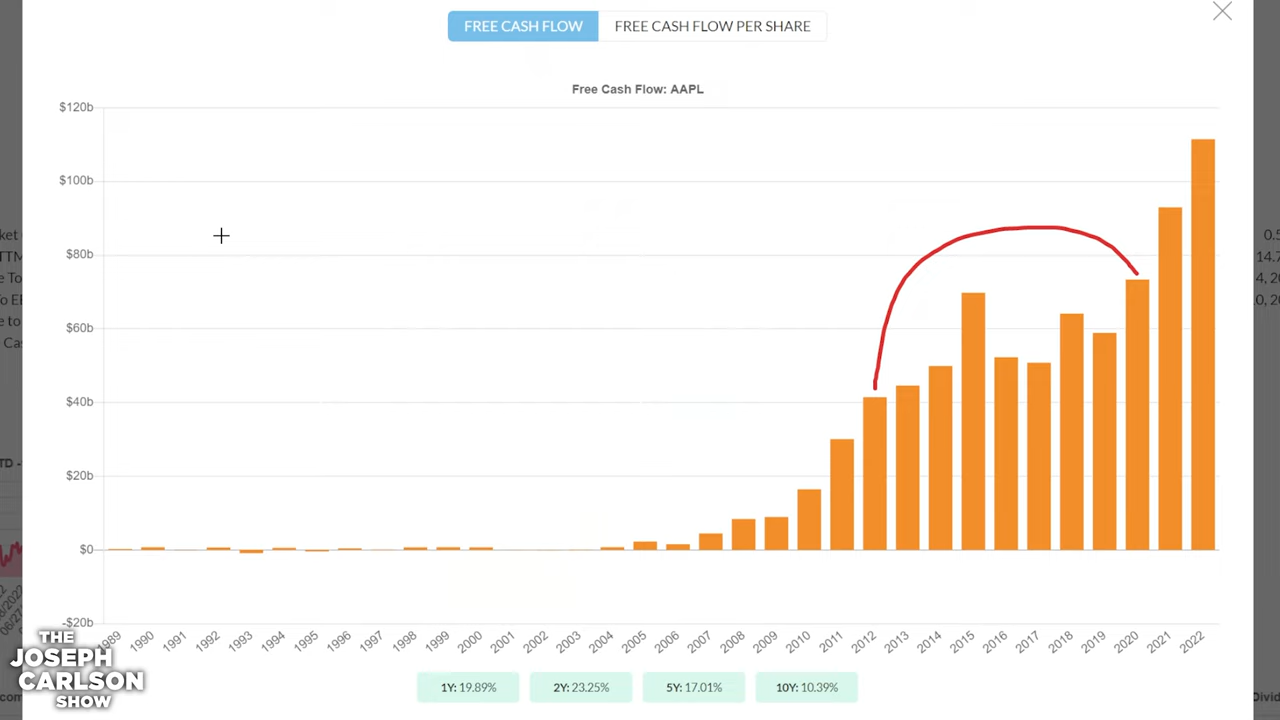 FREE CASH FLOW
FREE CASH FLOW PER SHARE
Free Cash Flow: AAPL
$120b
$100b
$80b
$60b
$40b
$20b
$0
-$20b
1989 1990 1991 1992 1993 1994 1995 1996 1997 1998 1999 2000 2001 2002 2003 2004 2005 2006 2007 2008 2009 2010 2011 2012 2013 2014 2015 2016 2017 2018 2019 2020 2021 2022
1Y: 19.89% 2Y: 23.25% 5Y: 17.01% 10Y: 10.39%
THE
JOSEPH
CARLSON
SHOW